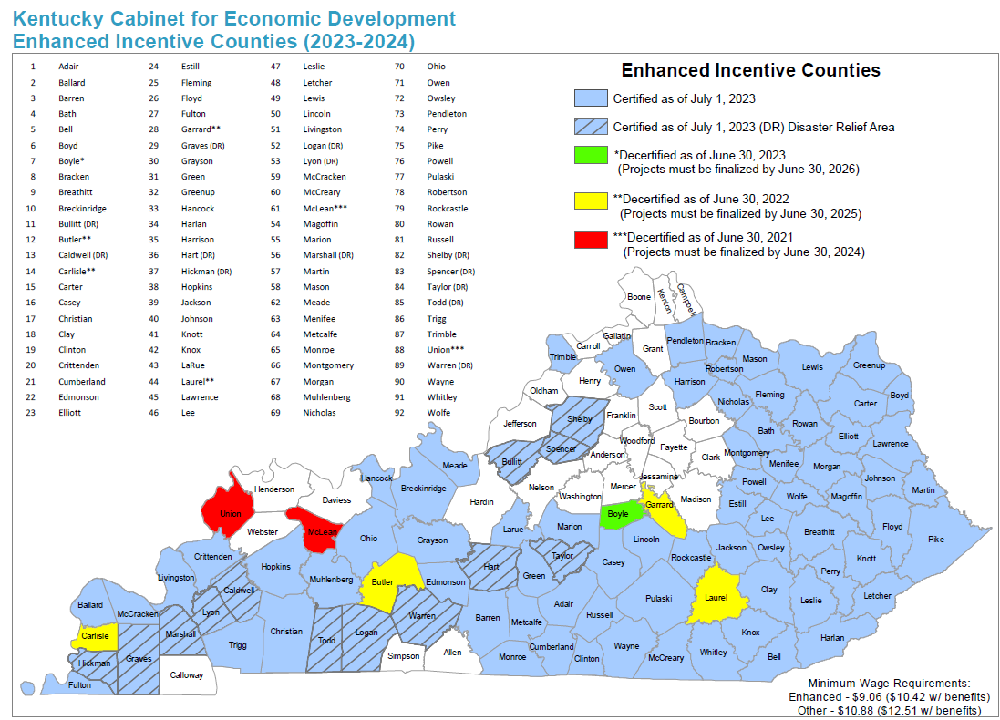 Kentucky Cabinet for Economic Development
Enhanced Incentive Counties (2023-2024)
1 Adair 24 Estill 47 Leslie 70 Ohio
2 Ballard 25 Fleming 48 Letcher 71 Owen
3 Barren 26 Floyd 49 Lewis 72 Owsley
4 Bath 27 Fulton 50 Lincoln 73 Pendleton
5 Bell 28 Garrard** 51 Livingston 74 Perry
6 Boyd 29 Graves (DR) 52 Logan (DR) 75 Pike
7 Boyle* 30 Grayson 53 Lyon (DR) 76 Powell
8 Bracken 31 Green 59 McCracken 77 Pulaski
9 Breathitt 32 Greenup 60 McCreary 78 Robertson
10 Breckinridge 33 Hancock 61 McLean*** 79 Rockcastle
11 Bullitt (DR) 34 Harlan 54 Magoffin 80 Rowan
12 Butler** 35 Harrison 55 Marion 81 Russell
13 Caldwell (DR) 36 Hart (DR) 56 Marshall (DR) 82 Shelby (DR)
14 Carlisle** 37 Hickman (DR) 57 Martin 83 Spencer (DR)
15 Carter 38 Hopkins 58 Mason 84 Taylor (DR)
16 Casey 39 Jackson 62 Meade 85 Todd (DR)
17 Christian 40 Johnson 63 Menifee 86 Trigg
18 Clay 41 Knott 64 Metcalfe 87 Trimble
19 Clinton 42 Knox 65 Monroe 88 Union***
20 Crittenden 43 LaRue 66 Montgomery 89 Warren (DR)
21 Cumberland 44 Laurel** 67 Morgan 90 Wayne
22 Edmonson 45 Lawrence 68 Muhlenberg 91 Whitley
23 Elliott 46 Lee 69 Nicholas 92 Wolfe
Enhanced Incentive Counties
Certified as of July 1, 2023
Certified as of July 1, 2023 (DR) Disaster Relief Area
*Decertified as of June 30, 2023
(Projects must be finalized by June 30, 2026)
**Decertified as of June 30, 2022
(Projects must be finalized by June 30, 2025)
***Decertified as of June 30, 2021
(Projects must be finalized by June 30, 2024)
Boone
Kenton
Campbell
Gallatin
Carroll
Grant
Pendleton
Bracken
Trimble
Owen
Mason
Robertson
Lewis
Greenup
Henry
Harrison
Oldham
Nicholas
Fleming
Carter
Boyd
Scott
Franklin
Shelby
Jefferson
Bourbon
Rowan
Bath
Elliott
Lawrence
Woodford
Fayette
Spencer
Anderson
Clark
Montgomery
Bullitt
Menifee
Morgan
Meade
Hancock
Jessamine
Johnson
Martin
Powell
Breckinridge
Henderson
Daviess
Nelson
Washington
Mercer
Madison
Wolfe
Magoffin
Hardin
Garrard
Estill
Union
Boyle
Lee
Webster
McLean
Ohio
Grayson
Larue
Marion
Lincoln
Floyd
Breathitt
Pike
Crittenden
Rockcastle
Jackson
Owsley
Knott
Hopkins
Hart
Taylor
Casey
Perry
Livingston
Muhlenberg
Butler
Edmonson
Green
Caldwell
Clay
Letcher
Leslie
Ballard
McCracken
Lyon
Warren
Adair
Pulaski
Laurel
Barren
Metcalfe
Russell
Carlisle
Marshall
Christian
Logan
Todd
Knox
Harlan
Trigg
Cumberland
Wayne
Whitley
Bell
Hickman
Graves
Simpson
Allen
Monroe
Clinton
McCreary
Calloway
Fulton
Minimum Wage Requirements:
Enhanced - $9.06 ($10.42 w/ benefits)
Other - $10.88 ($12.51 w/ benefits)